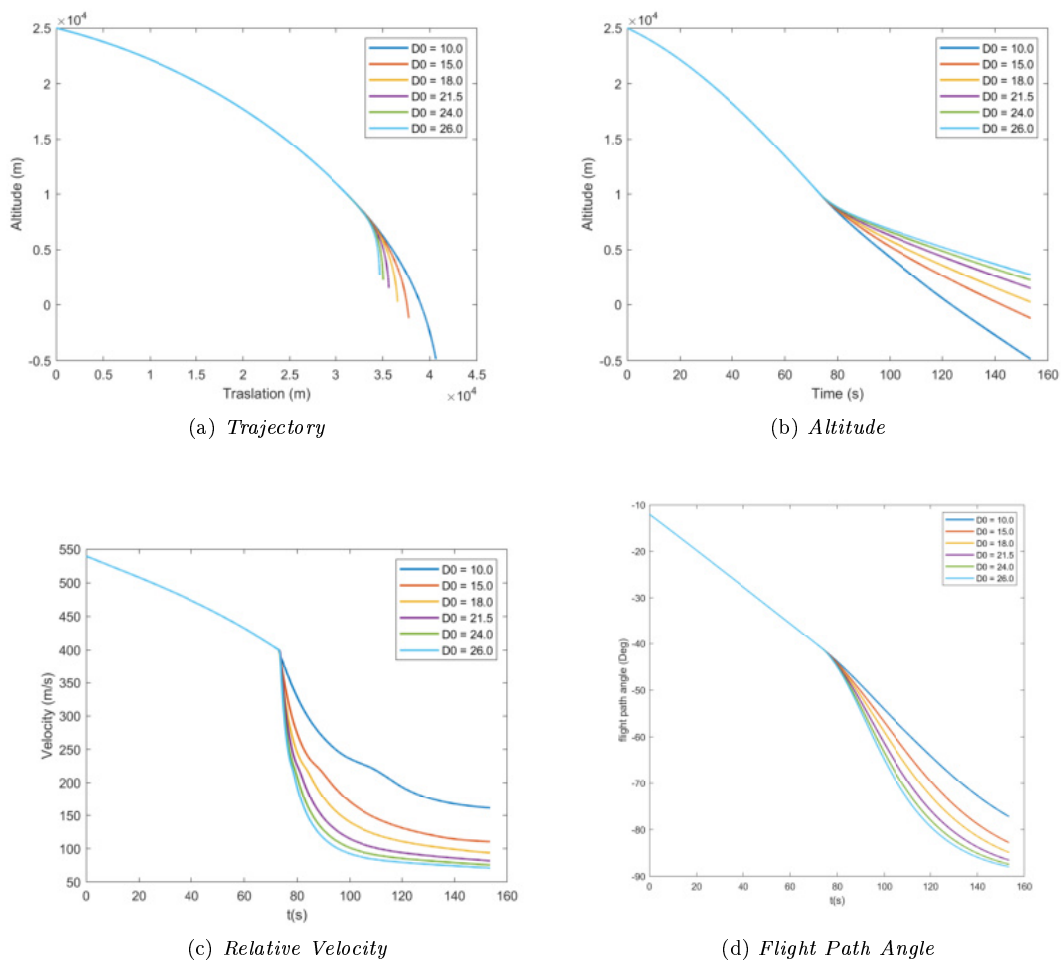 ×10⁴
2.5
2
1.5
1
0.5
0
-0.5
Altitude (m)
D0 = 10.0
D0 = 15.0
D0 = 18.0
D0 = 21.5
D0 = 24.0
D0 = 26.0
0 0.5 1 1.5 2 2.5 3 3.5 4 4.5
Traslation (m)
×10⁴
(a) Trajectory
×10⁴
2.5
2
1.5
1
0.5
0
-0.5
Altitude (m)
D0 = 10.0
D0 = 15.0
D0 = 18.0
D0 = 21.5
D0 = 24.0
D0 = 26.0
0 20 40 60 80 100 120 140 160
Time (s)
(b) Altitude
550
500
450
400
350
300
250
200
150
100
50
Velocity (m/s)
D0 = 10.0
D0 = 15.0
D0 = 18.0
D0 = 21.5
D0 = 24.0
D0 = 26.0
0 20 40 60 80 100 120 140 160
t(s)
(c) Relative Velocity
-10
-20
-30
-40
-50
-60
-70
-80
-90
flight path angle (Deg)
D0 = 10.0
D0 = 15.0
D0 = 18.0
D0 = 21.5
D0 = 24.0
D0 = 26.0
0 20 40 60 80 100 120 140 160
t(s)
(d) Flight Path Angle